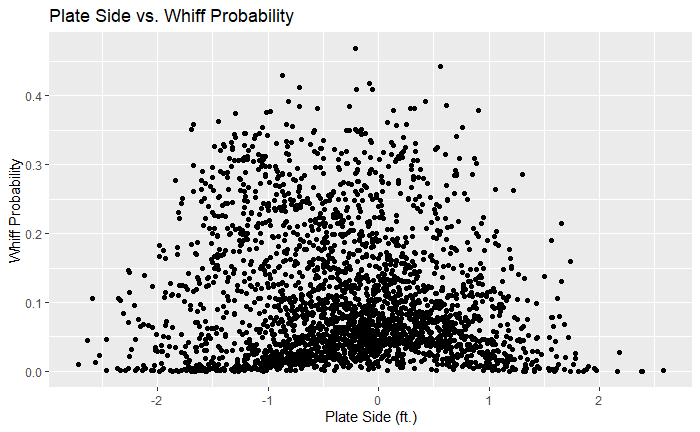 Plate Side vs. Whiff Probability
0.4
0.3
0.2
0.1
0.0
Whiff Probability
-2 -1 0 1 2
Plate Side (ft.)